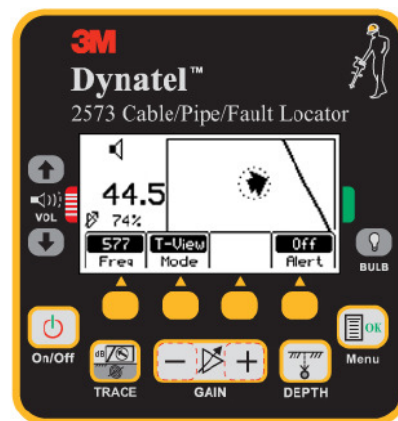 3M
Dynatel™
2573 Cable/Pipe/Fault Locator
44.5
VOL
74%
577 T-View Off
Freq Mode Alert
BULB
OK
On/Off
dB
Menu
TRACE
GAIN
DEPTH